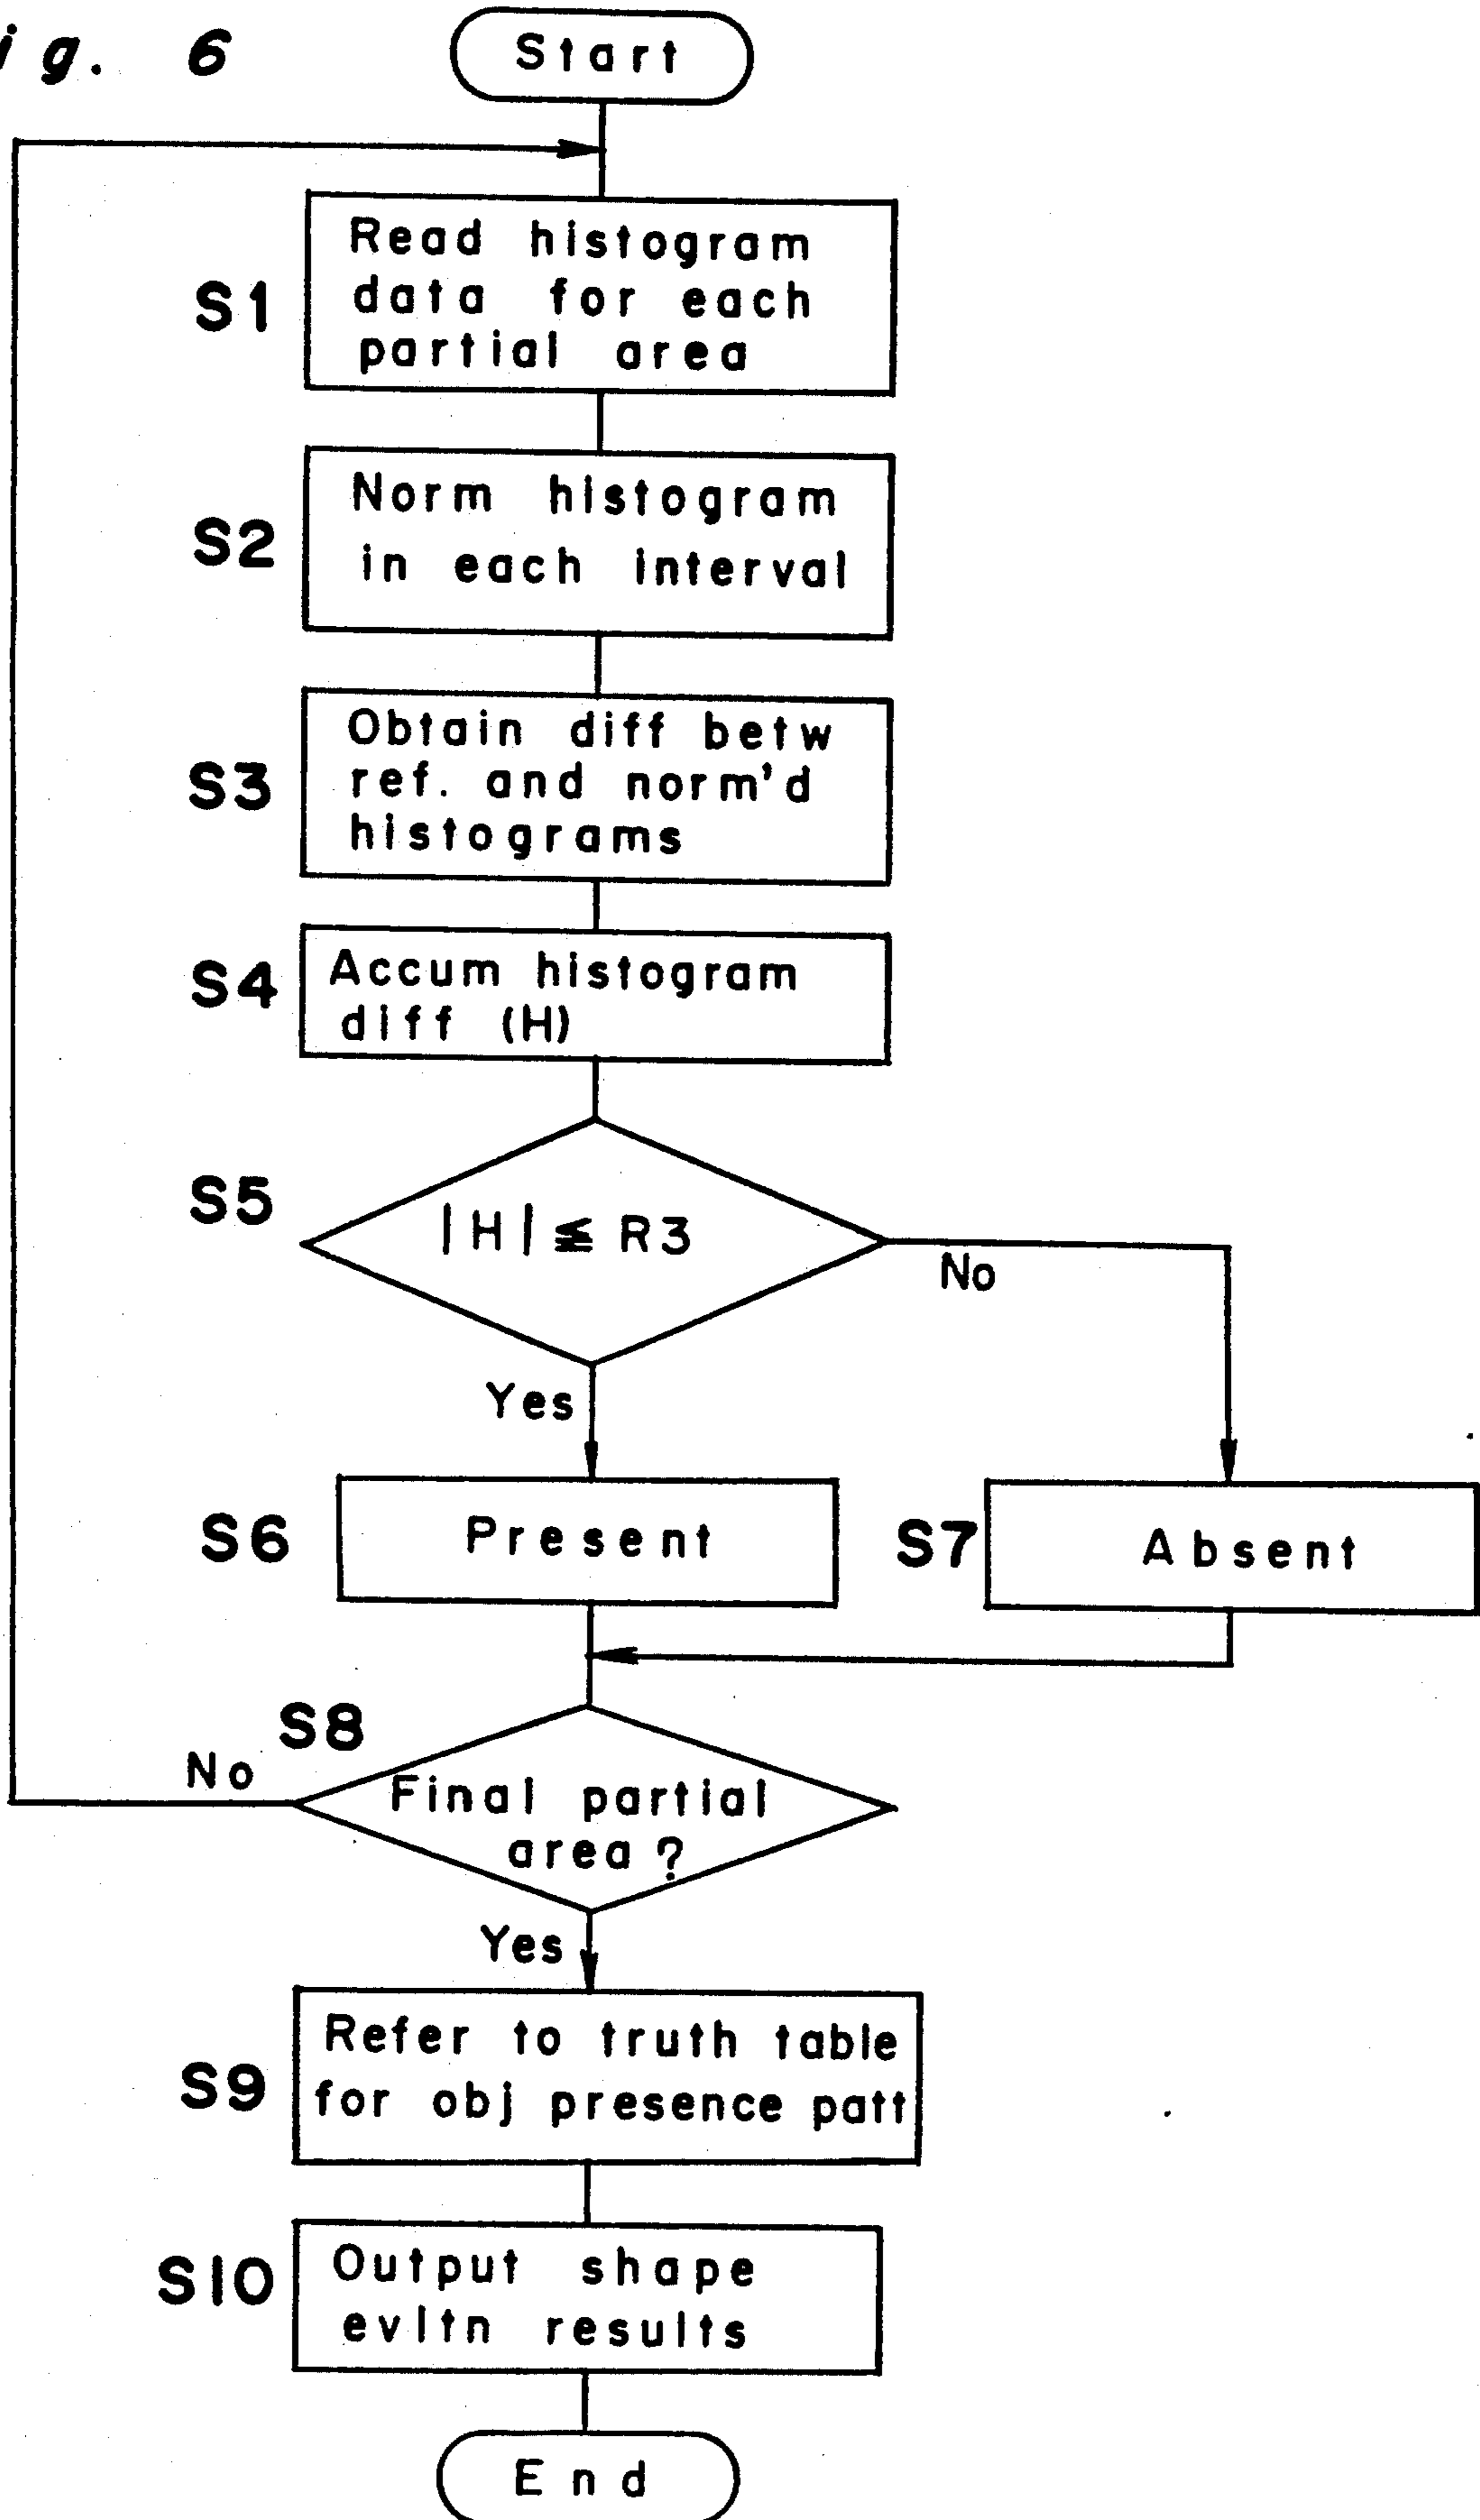 ig. 6
Start
S1
Read histogram
data for each
partial area
S2
Norm histogram
in each interval
S3
Obtain diff betw
ref. and norm'd
histograms
S4
Accum histogram
diff (H)
S5
|H| ≦ R3
No
Yes
S6
Present
S7
Absent
S8
No
Final partial
area?
Yes
S9
Refer to truth table
for obj presence patt
S10
Output shape
evltn results
End